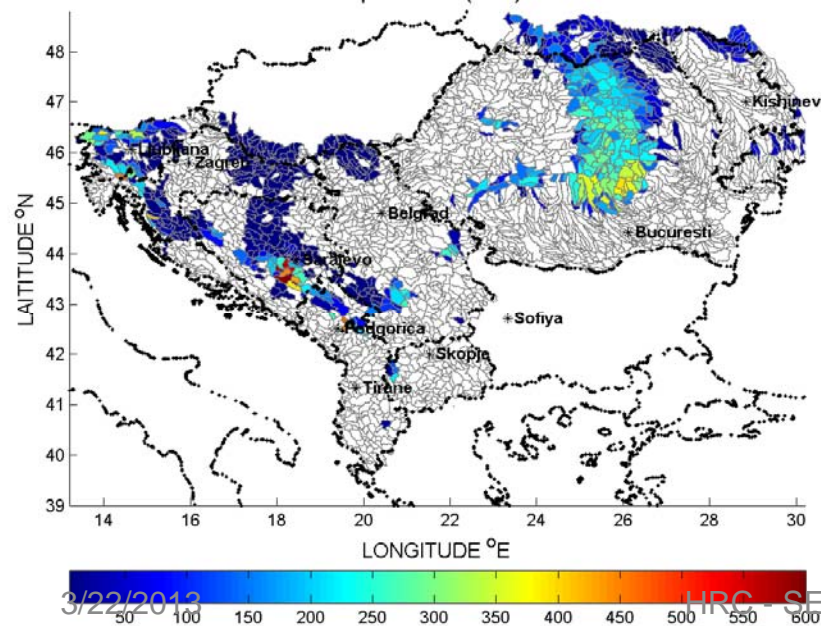 48
47
46
45
44
43
42
41
40
39
LAITITUDE °N
Kishinev
Ljubljana
Zagreb
Belgrad
Bucuresti
Sarajevo
Podgorica
Sofiya
Skopje
Tirane
14 16 18 20 22 24 26 28 30
LONGITUDE °E
50 100 150 200 250 300 350 400 450 500 550 600
3/22/2013 HRC - SE